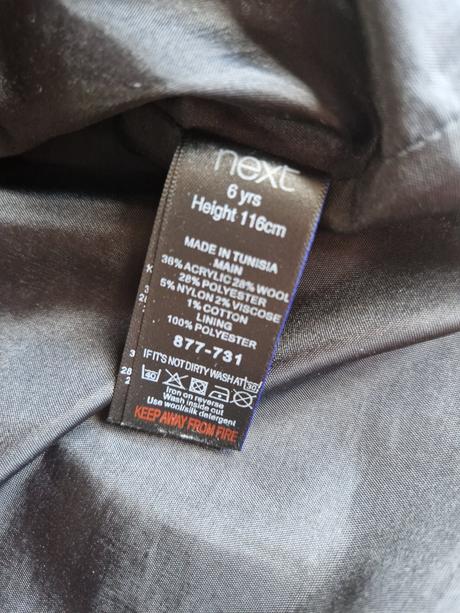 next
6 yrs
Height 116cm
MADE IN TUNISIA
MAIN
36% ACRYLIC 28% WOOL
28% POLYESTER
5% NYLON 2% VISCOSE
1% COTTON
LINING
100% POLYESTER
877-731
IF IT'S NOT DIRTY WASH AT 30
40
Iron on reverse
Wash inside out
Use wool/silk detergent
KEEP AWAY FROM FIRE